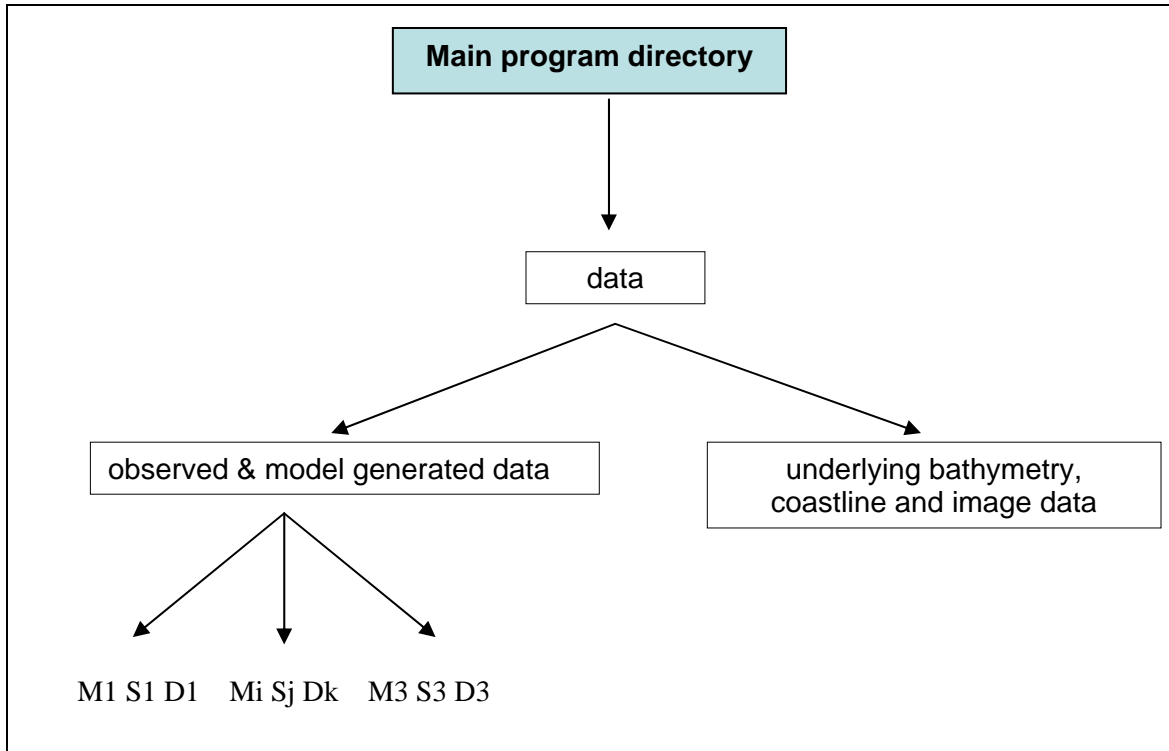 Main program directory
data
observed & model generated data
underlying bathymetry,
coastline and image data
M1 S1 D1 Mi Sj Dk M3 S3 D3